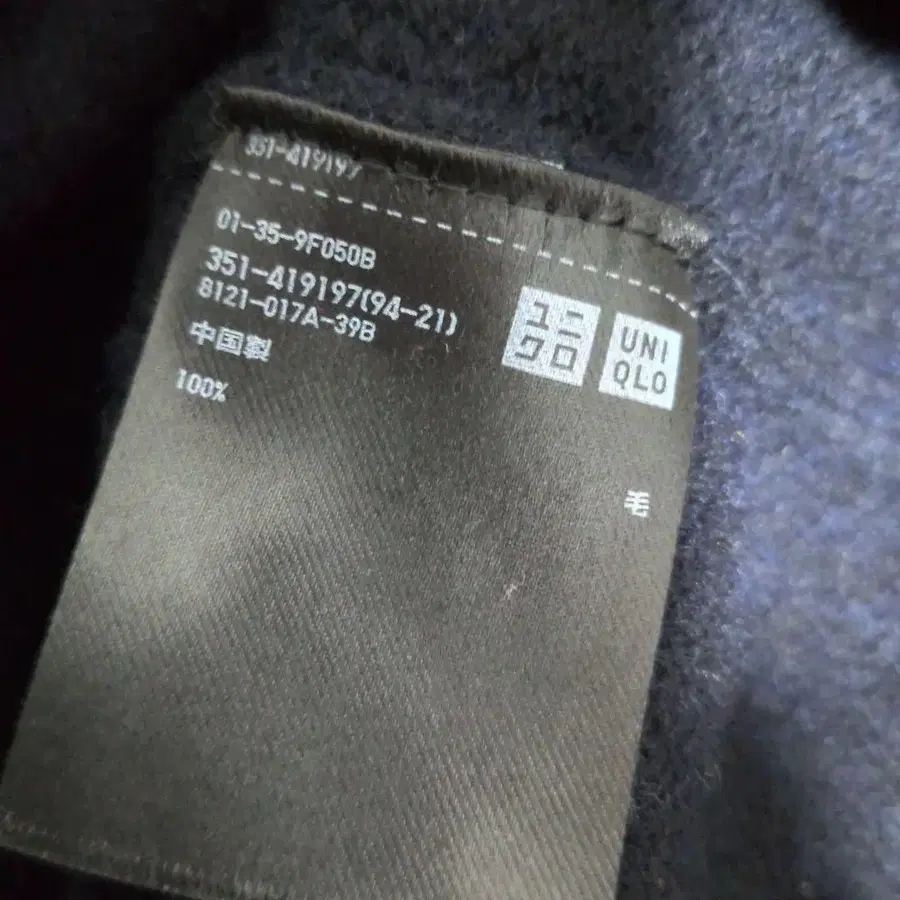 351-419197
01-35-9F050B
351-419197(94-21)
8121-017A-39B
中国製
ユニ
クロ
UNI
QLO
100%
毛